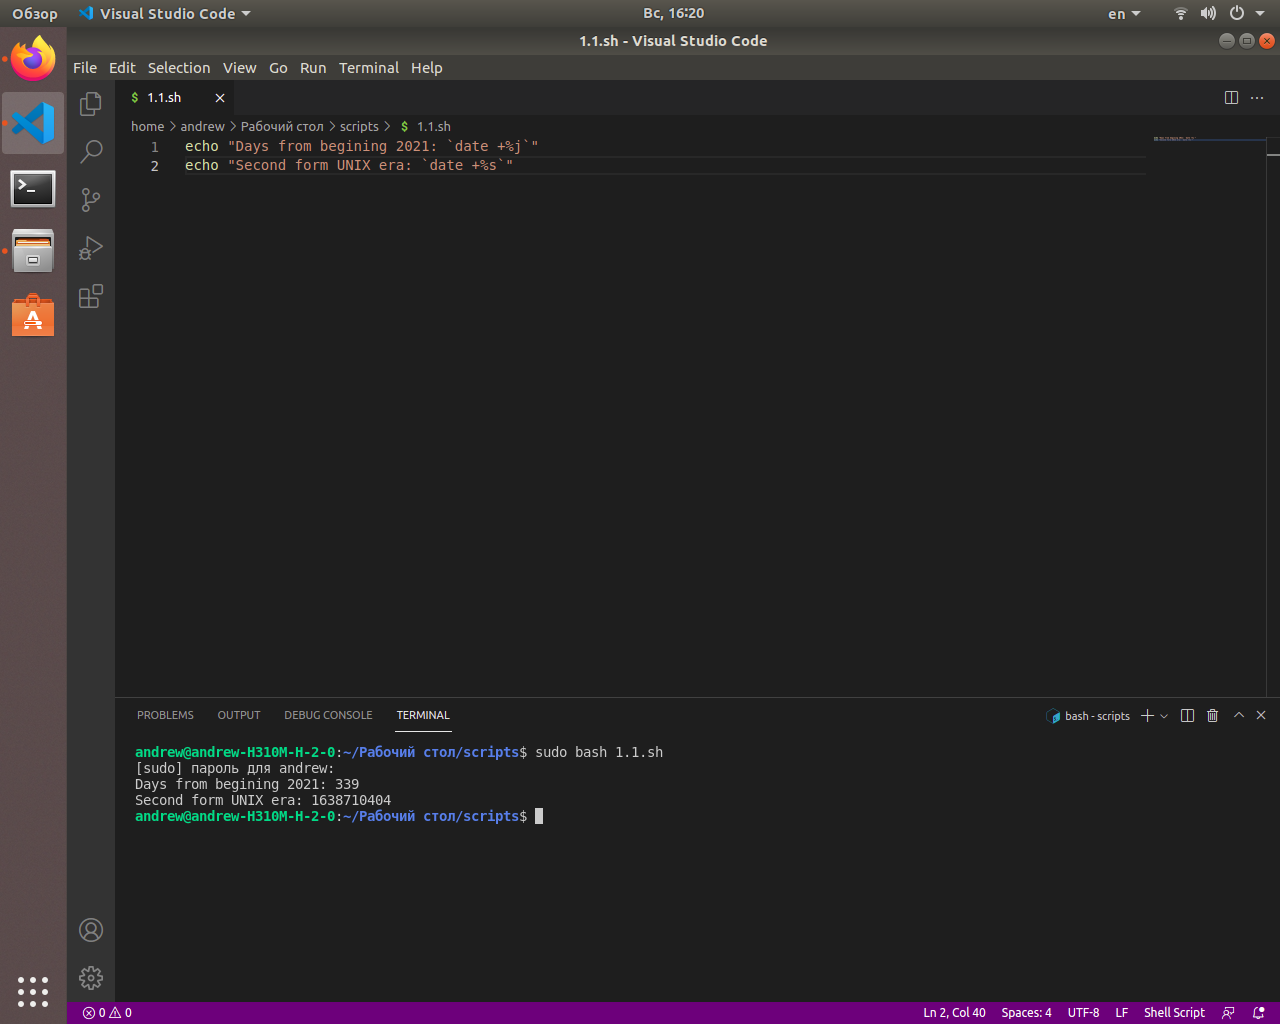 Обзор Visual Studio Code Вс, 16:20 en
1.1.sh - Visual Studio Code
File Edit Selection View Go Run Terminal Help
$ 1.1.sh
home > andrew > Рабочий стол > scripts > $ 1.1.sh
1 echo "Days from begining 2021: `date +%j`"
2 echo "Second form UNIX era: `date +%s`"
PROBLEMS OUTPUT DEBUG CONSOLE TERMINAL bash - scripts
andrew@andrew-H310M-H-2-0:~/Рабочий стол/scripts$ sudo bash 1.1.sh
[sudo] пароль для andrew:
Days from begining 2021: 339
Second form UNIX era: 1638710404
andrew@andrew-H310M-H-2-0:~/Рабочий стол/scripts$
0 0 Ln 2, Col 40 Spaces: 4 UTF-8 LF Shell Script